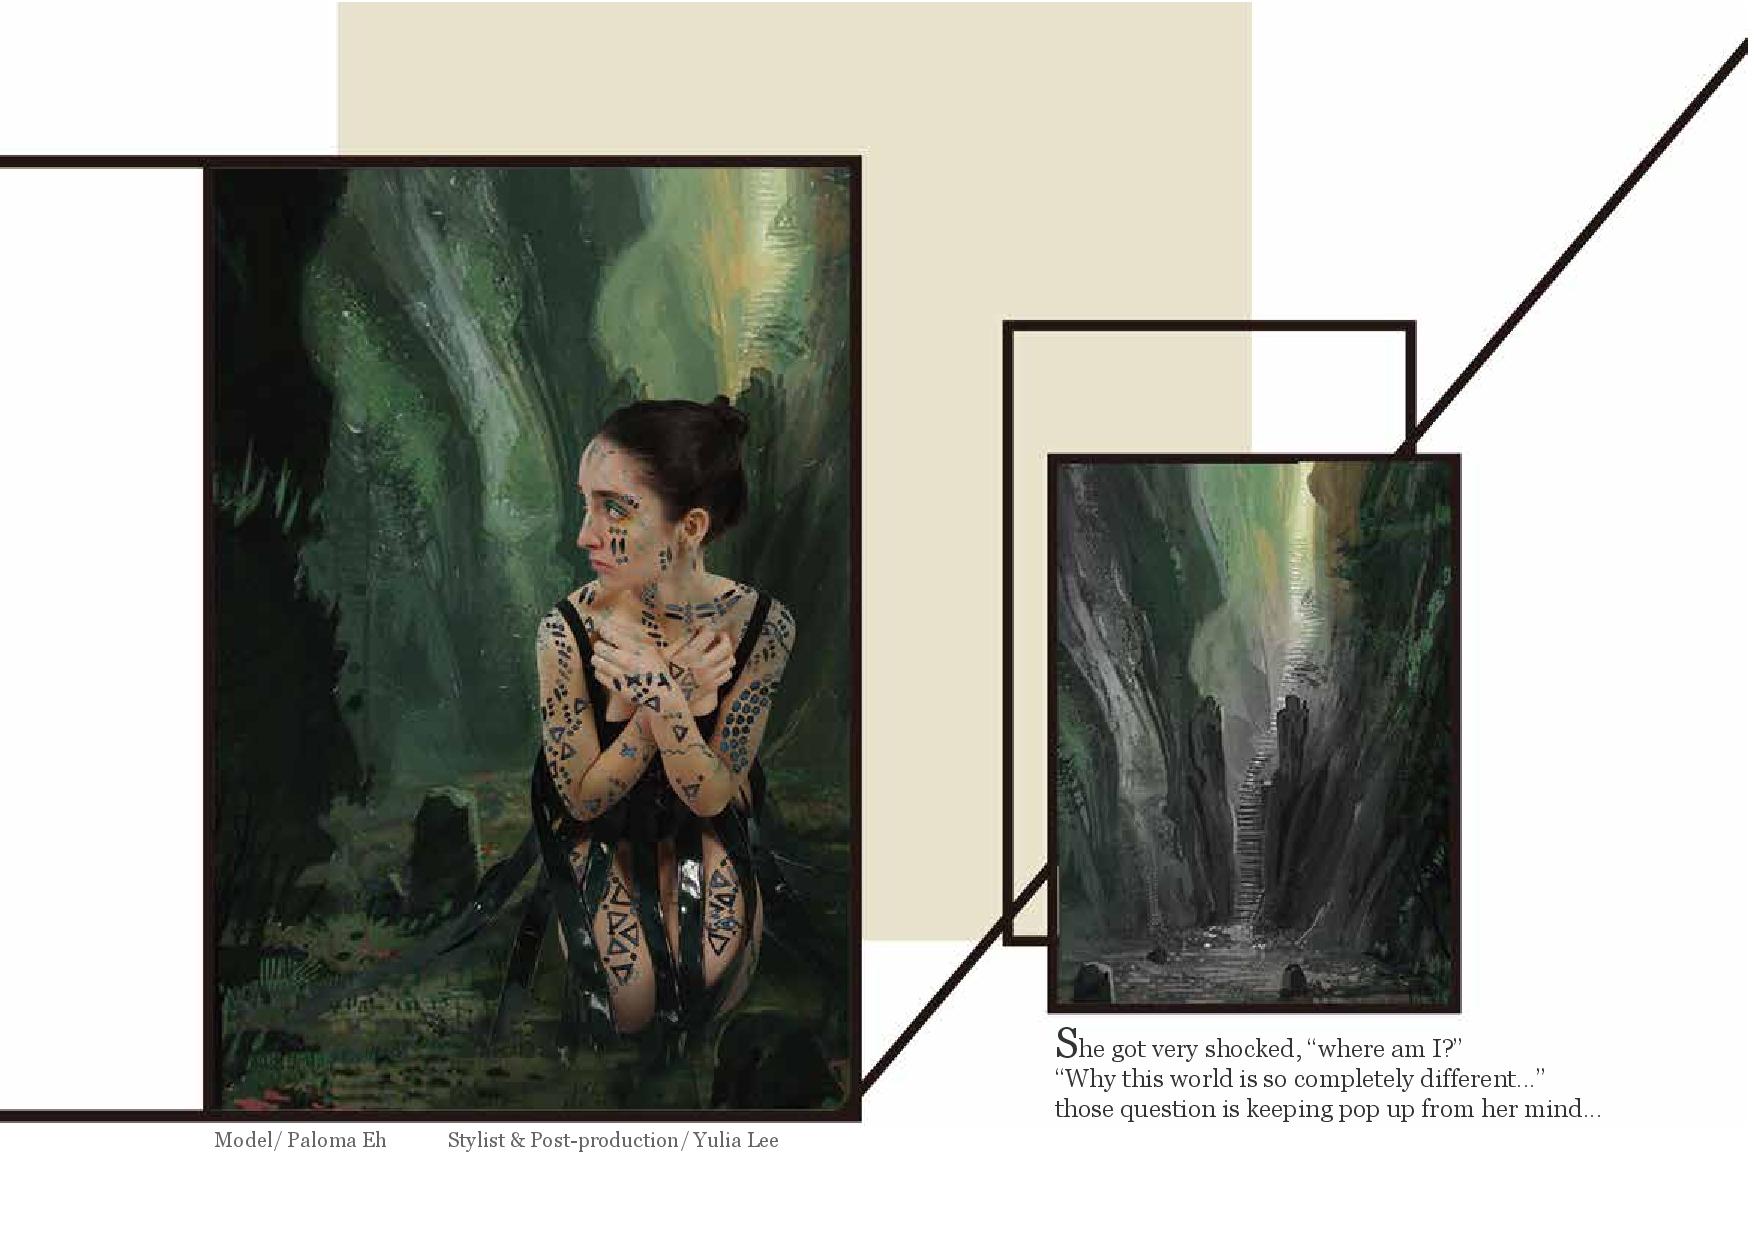 She got very shocked, “where am I?”
“Why this world is so completely different...”
those question is keeping pop up from her mind...
Model/ Paloma Eh
Stylist & Post-production/ Yulia Lee